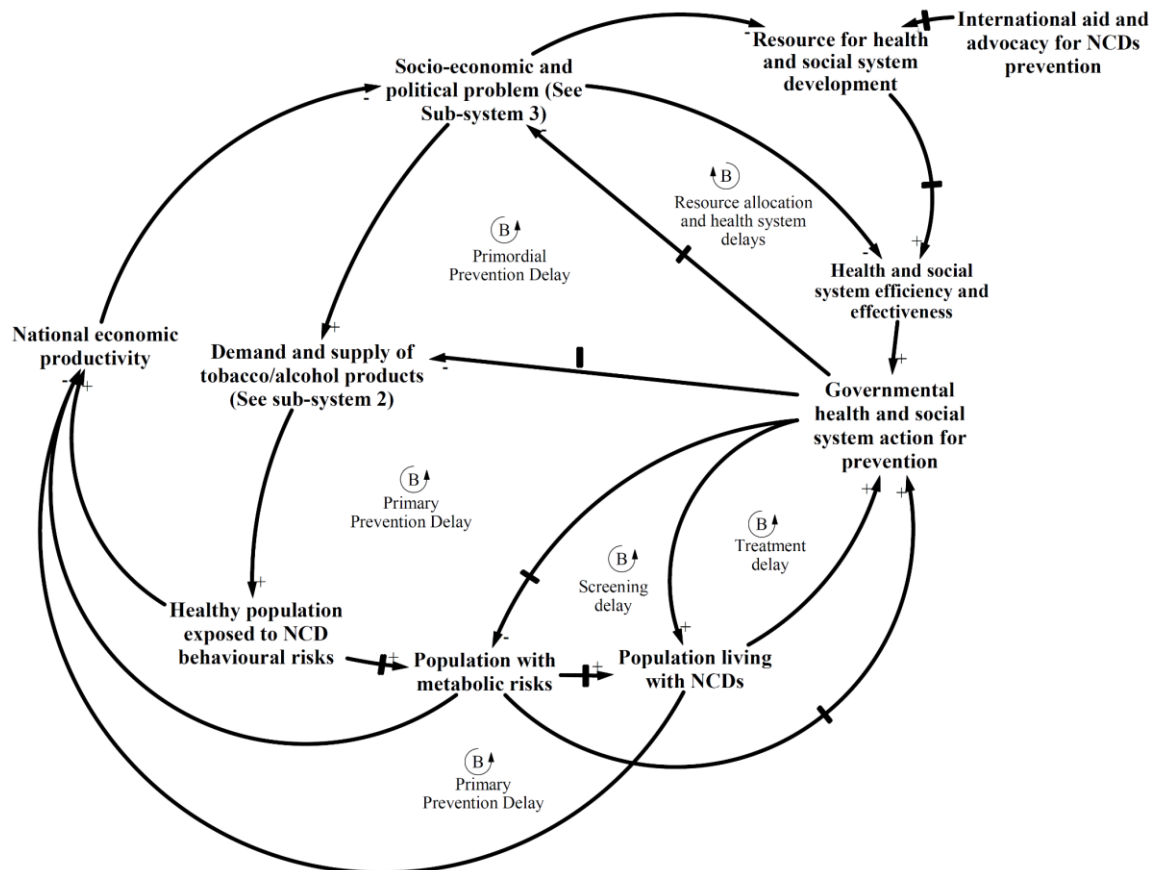 International aid and
advocacy for NCDs
prevention
-
Resource for health
and social system
development
Socio-economic and
political problem (See
Sub-system 3)
-
-
B
Resource allocation
and health system
delays
B
Primordial
Prevention Delay
+
-
Health and social
system efficiency and
effectiveness
National economic
productivity
-
+
+
Demand and supply of
tobacco/alcohol products
(See sub-system 2)
-
+
Governmental
health and social
system action for
prevention
+
+
B
Primary
Prevention Delay
B
Treatment
delay
B
Screening
delay
+
Healthy population
exposed to NCD
behavioural risks
+
-
Population with
metabolic risks
+
+
Population living
with NCDs
B
Primary
Prevention Delay